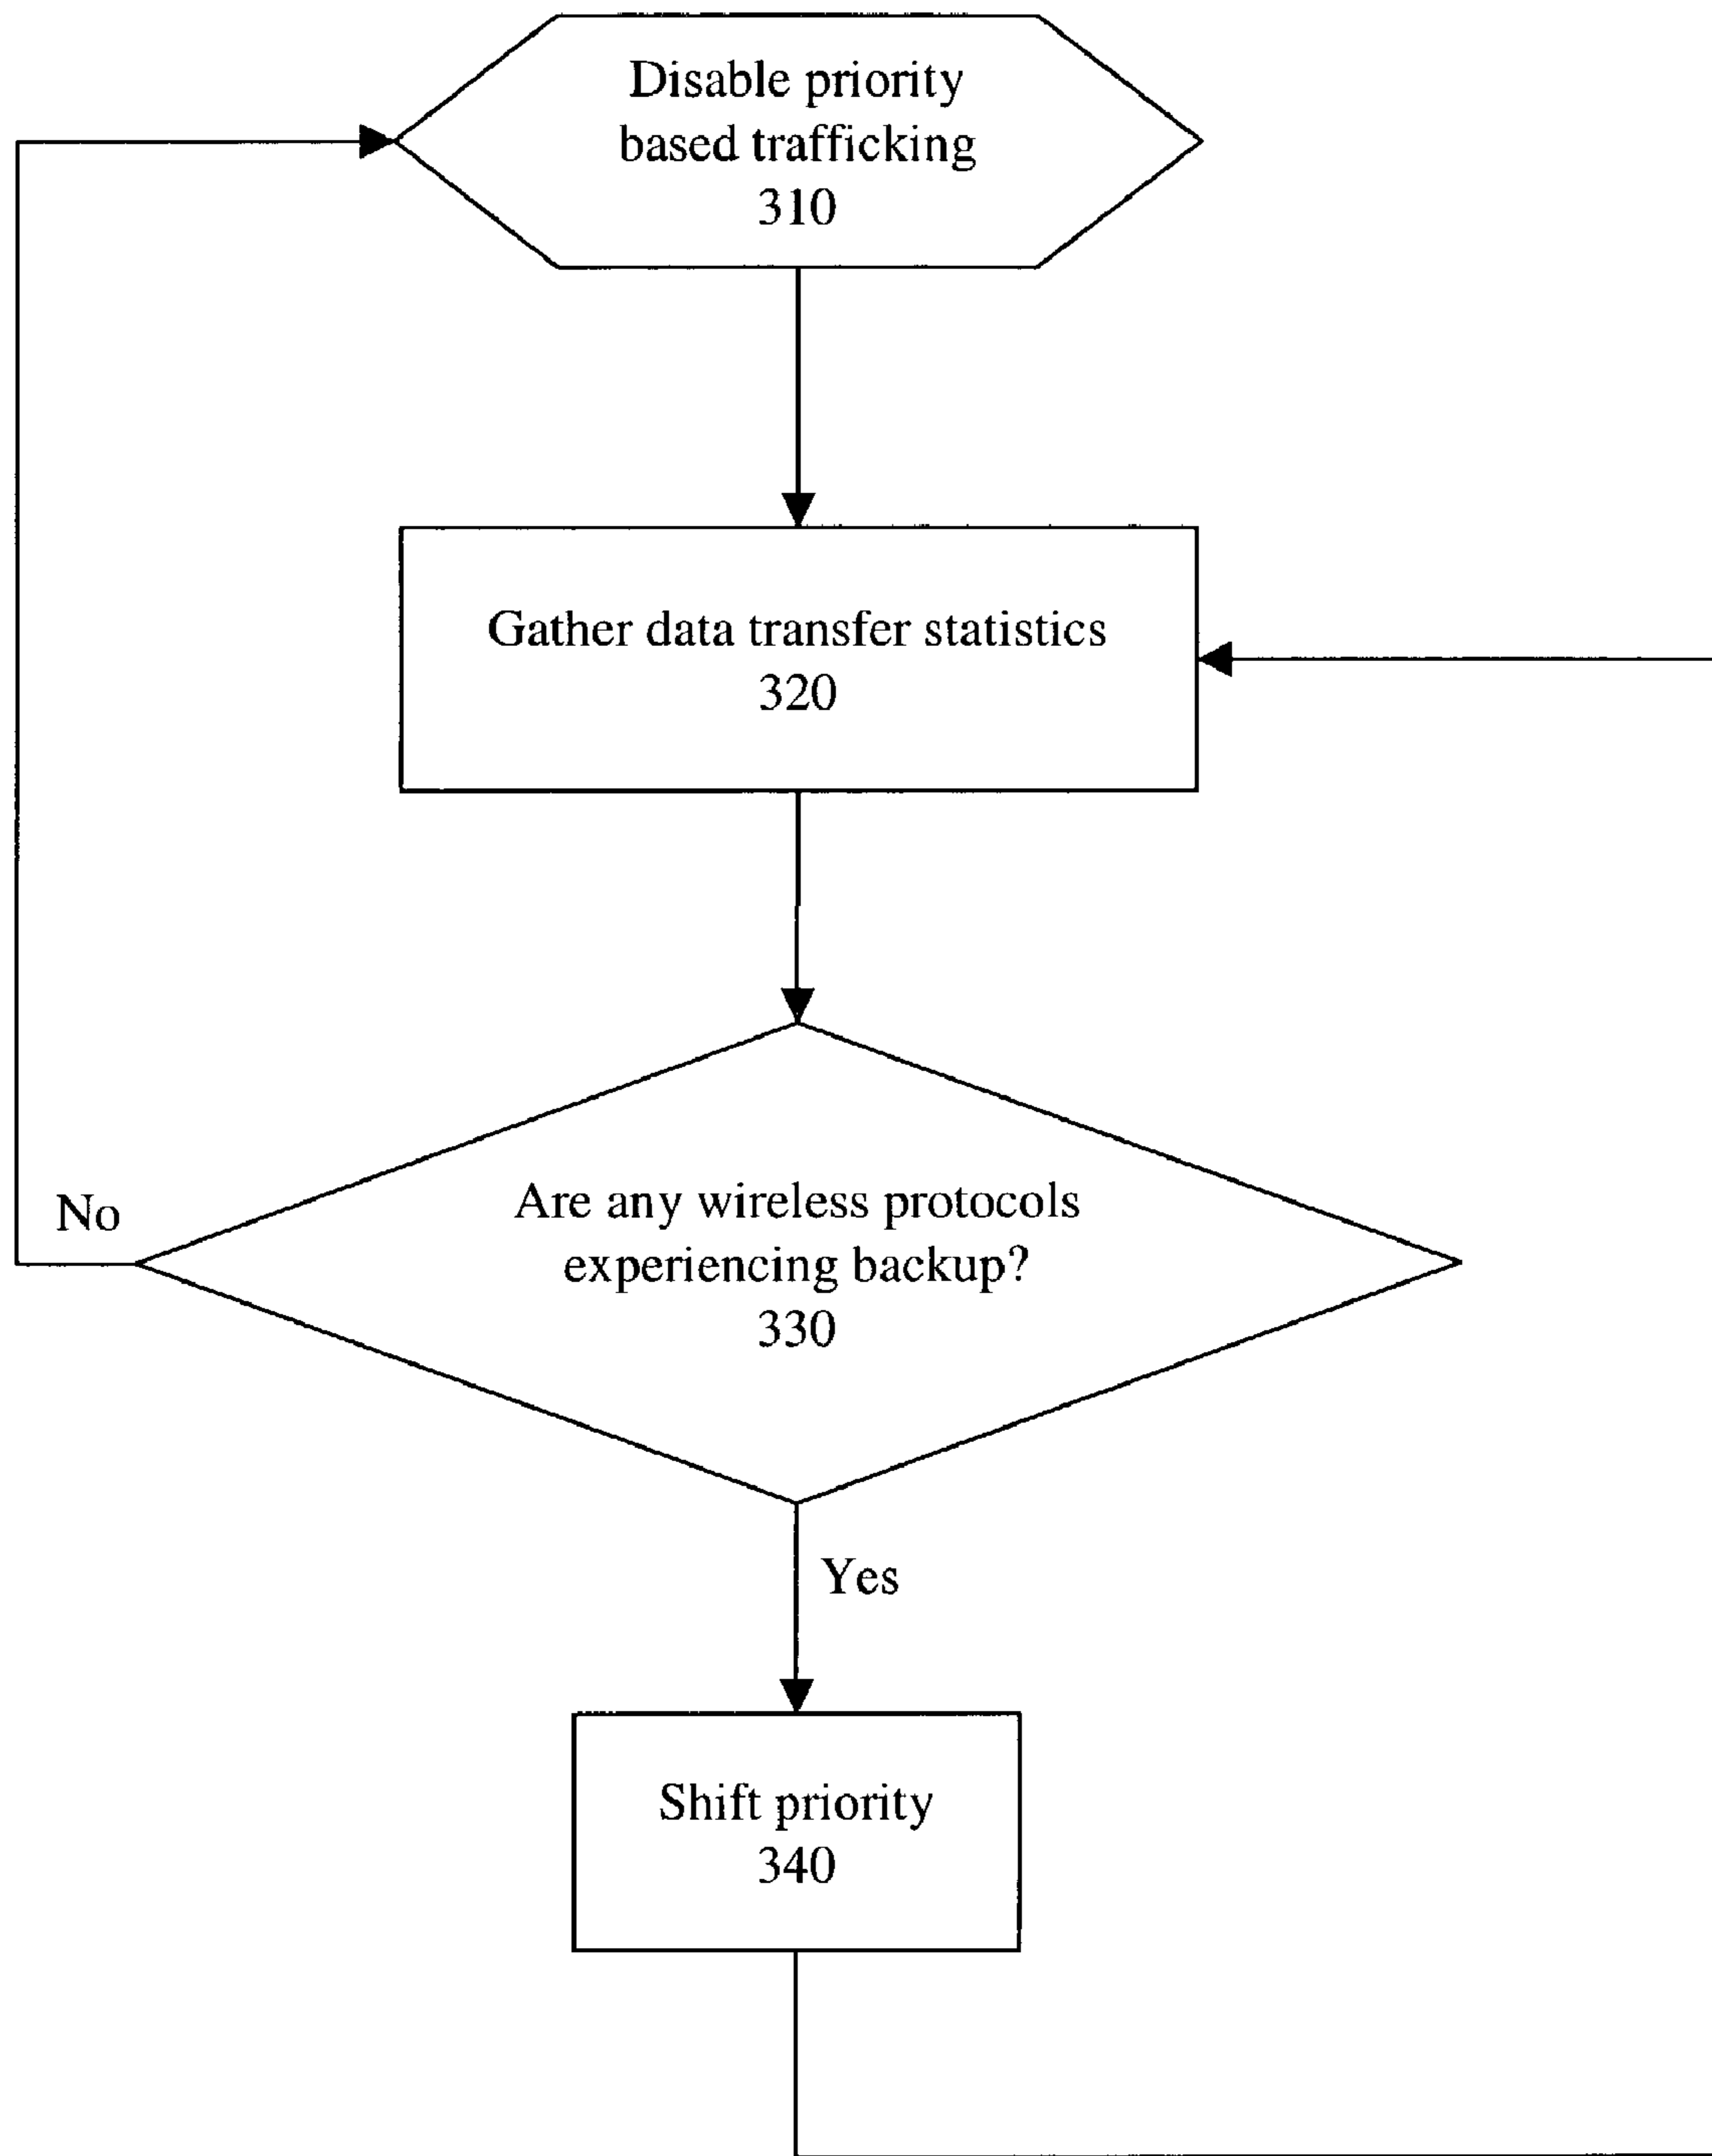 Disable priority
based trafficking
310
Gather data transfer statistics
320
Are any wireless protocols
experiencing backup?
330
No
Yes
Shift priority
340